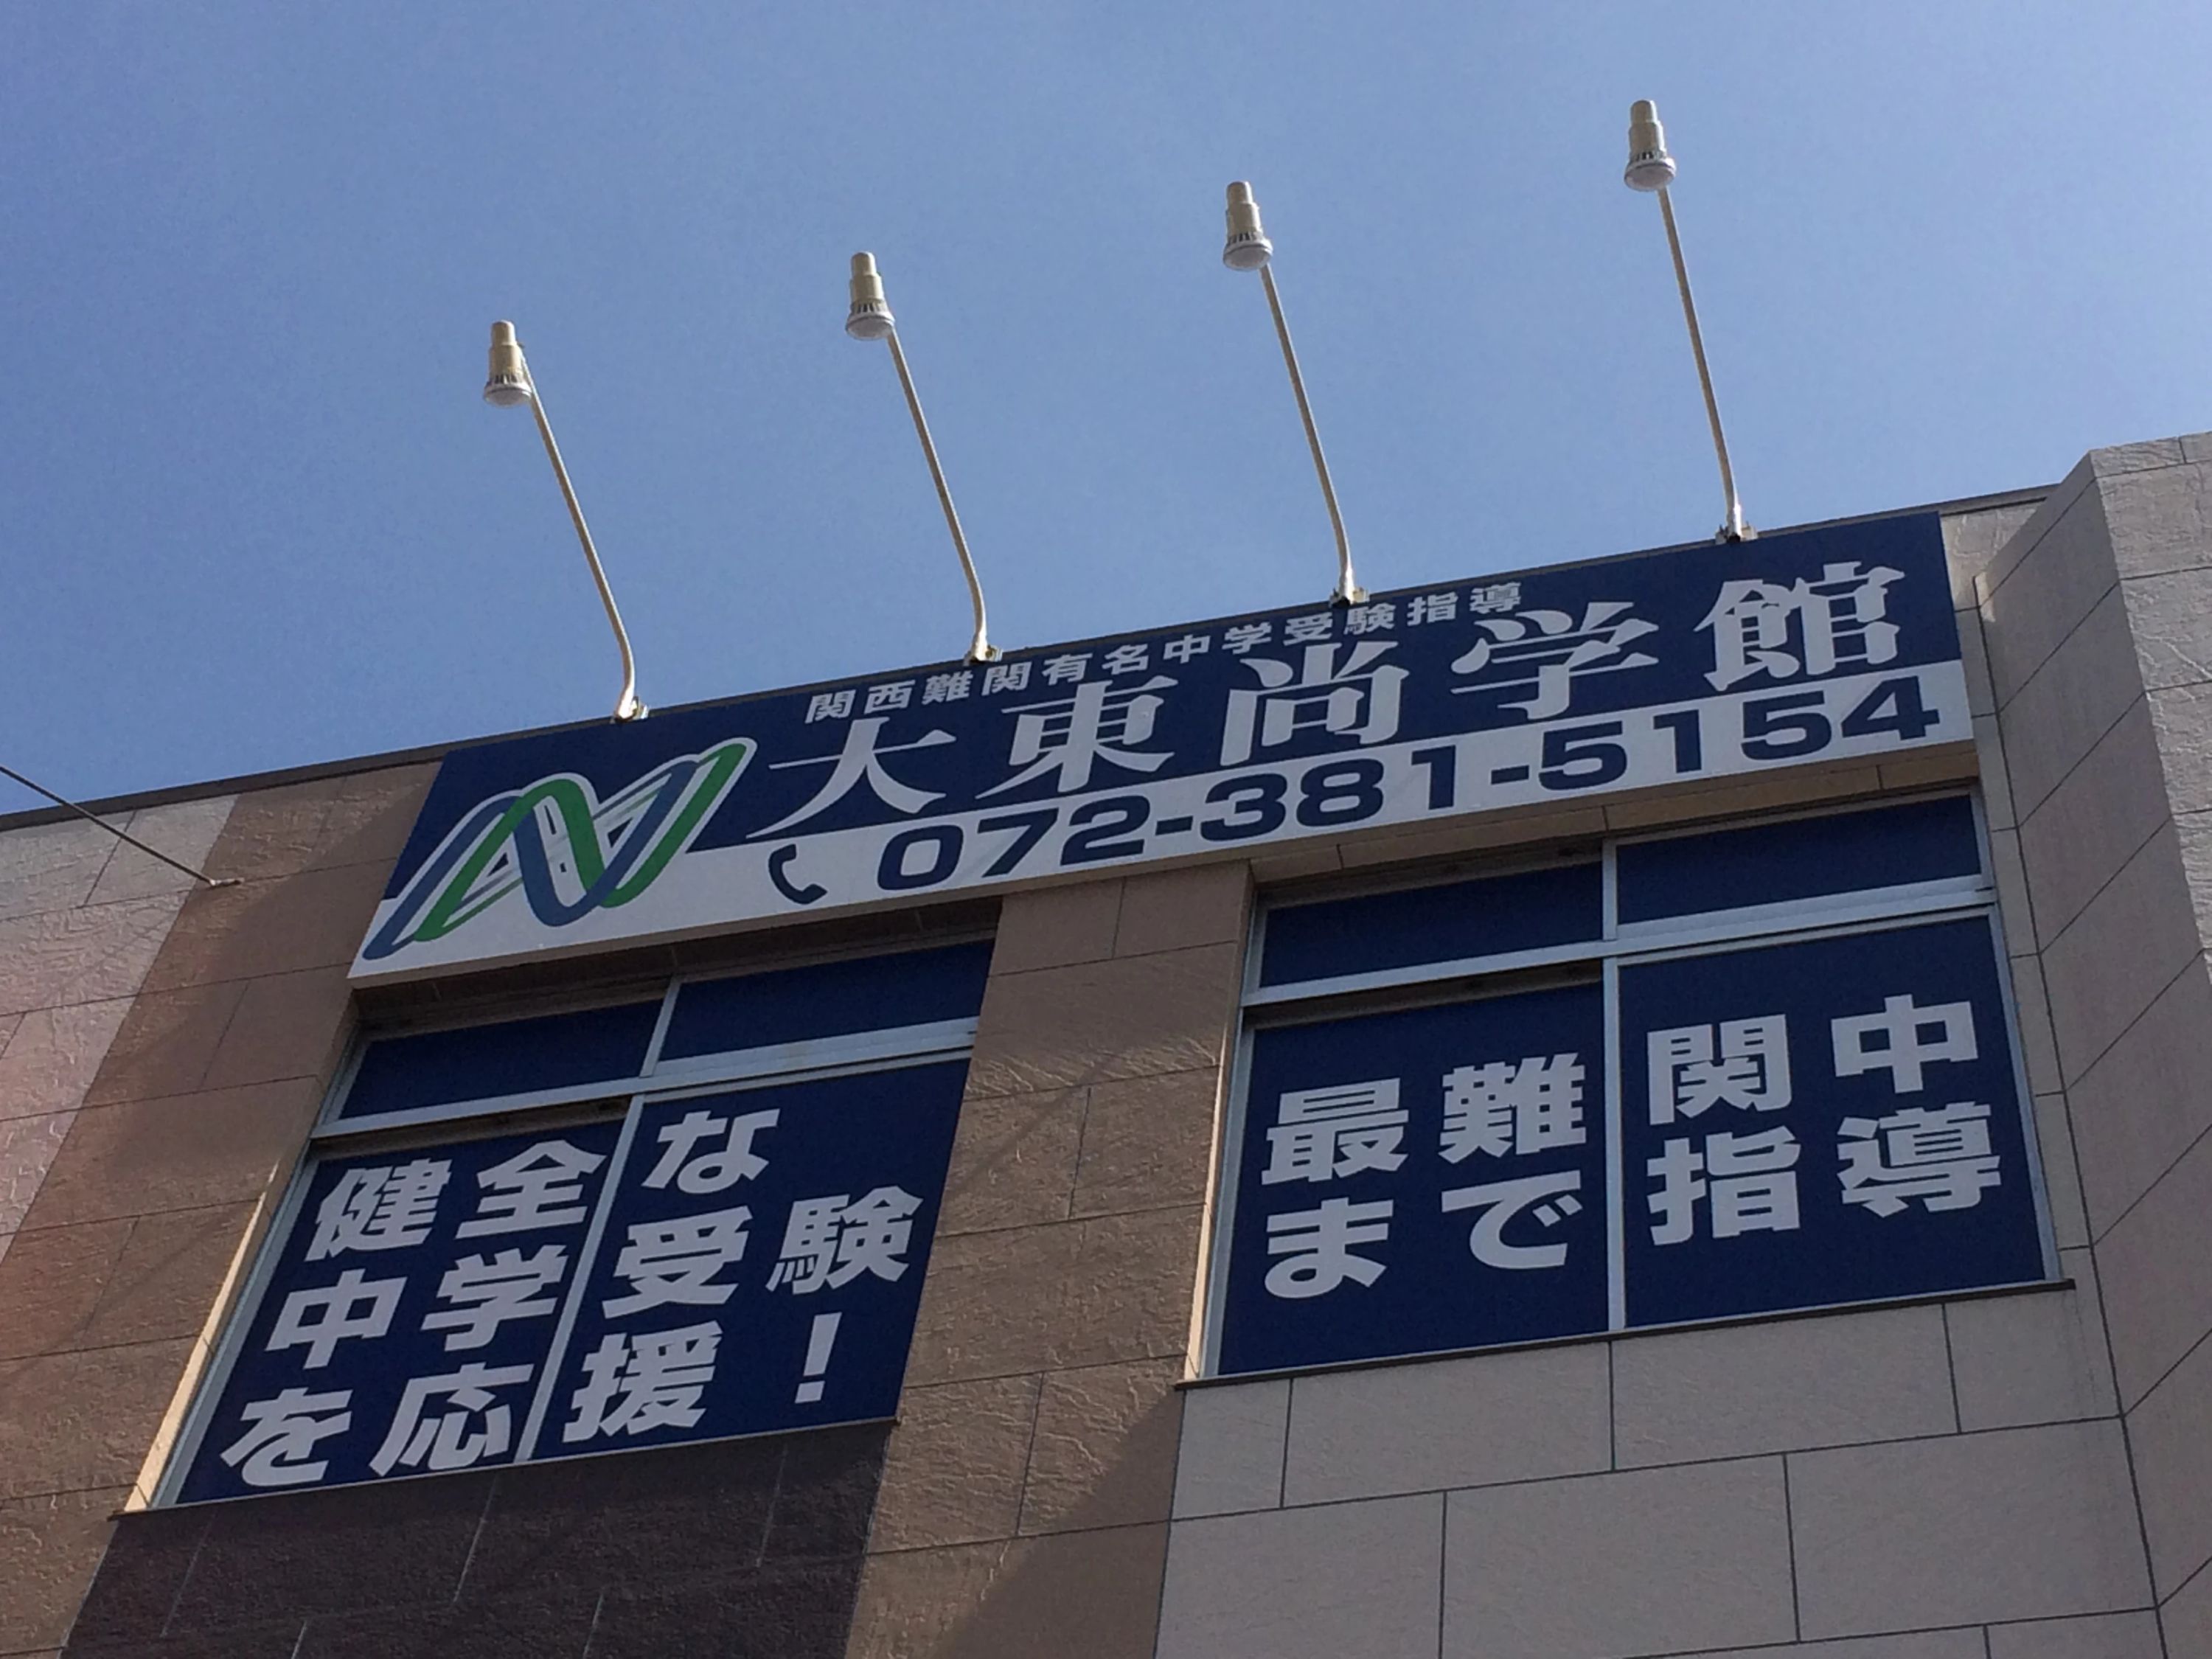 関西難関有名中学受験指導
大東尚学館
072-381-5154
健全な
中学受験
を応援!
最難関中
まで指導